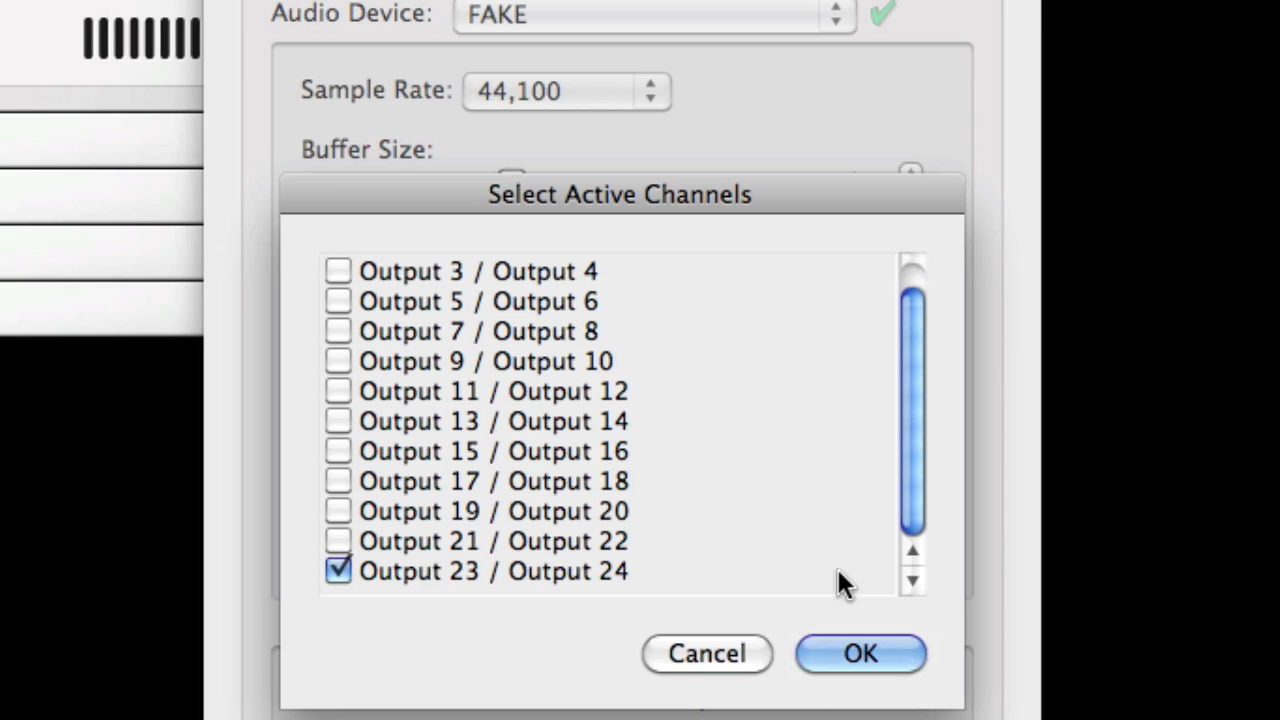 Audio Device: FAKE
Sample Rate: 44,100
Buffer Size:
Select Active Channels
Output 3 / Output 4
Output 5 / Output 6
Output 7 / Output 8
Output 9 / Output 10
Output 11 / Output 12
Output 13 / Output 14
Output 15 / Output 16
Output 17 / Output 18
Output 19 / Output 20
Output 21 / Output 22
Output 23 / Output 24
Cancel OK